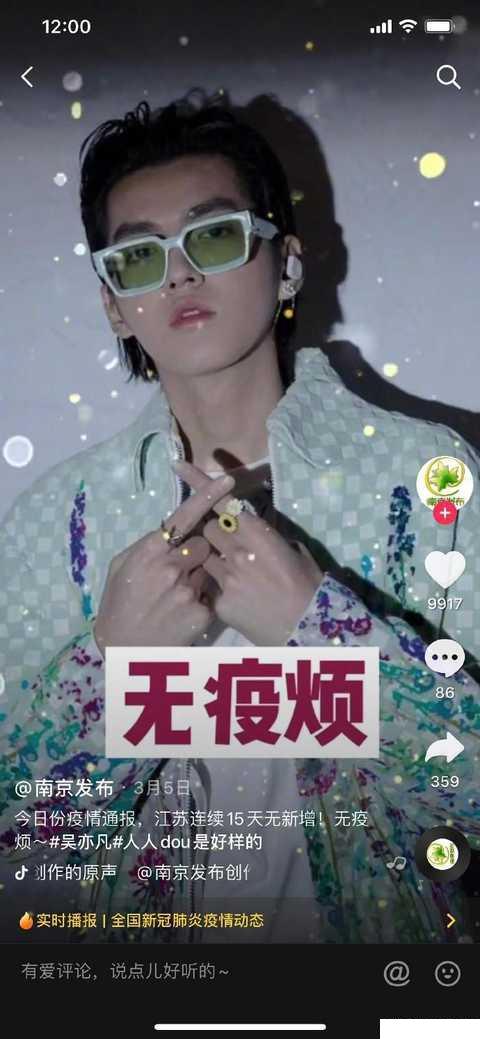 12:00
南京发布
9917
86
359
无疫烦
@南京发布 · 3月5日
今日份疫情通报，江苏连续15天无新增！无疫
烦～#吴亦凡#人人dou是好样的
创作的原声 @南京发布创作
实时播报 | 全国新冠肺炎疫情动态
有爱评论，说点儿好听的~